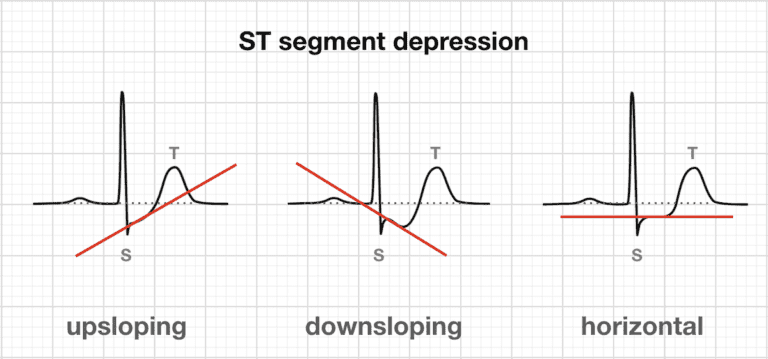 ST segment depression
T
T
T
S
S
S
upsloping
downsloping
horizontal